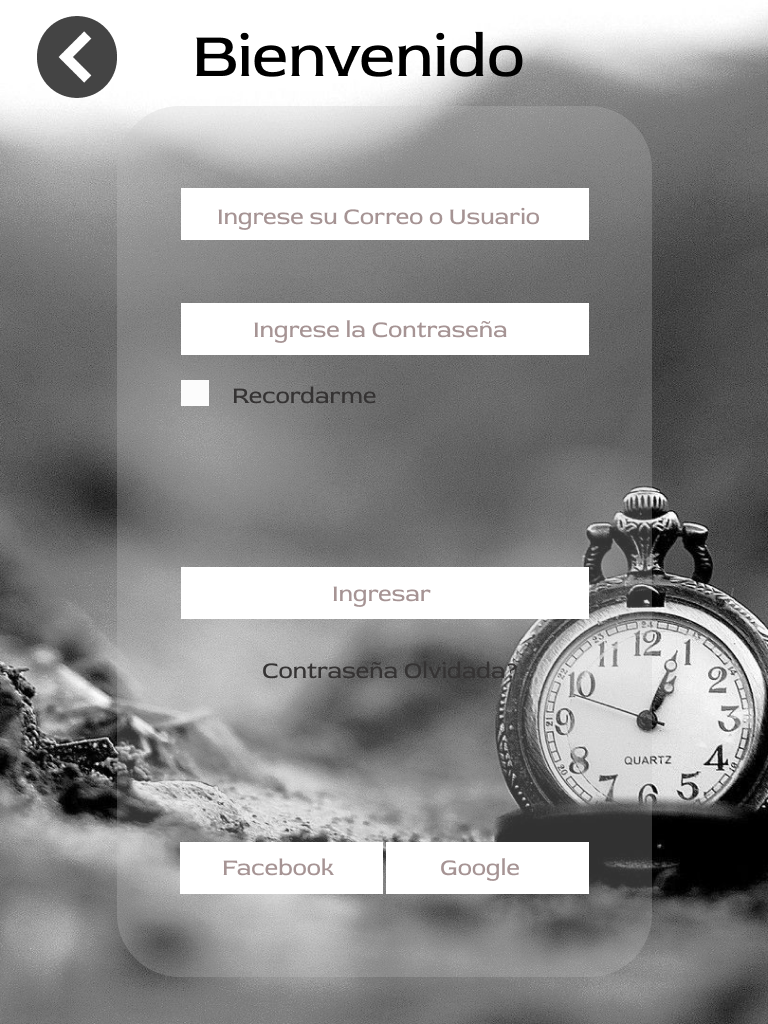 Bienvenido
Ingrese su Correo o Usuario
Ingrese la Contraseña
Recordarme
Ingresar
Contraseña Olvidada?
12
11
1
10
2
9
3
QUARTZ
8
4
7
5
6
Facebook
Google